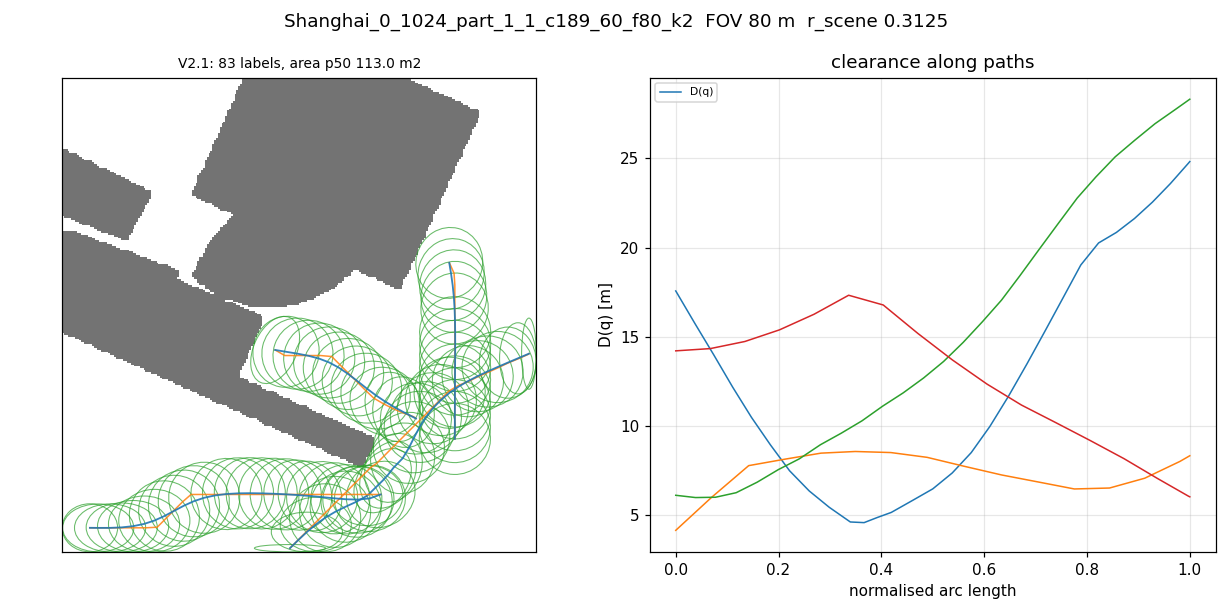 Shanghai_0_1024_part_1_1_c189_60_f80_k2  FOV 80 m  r_scene 0.3125
V2.1: 83 labels, area p50 113.0 m2
clearance along paths
D(q)
D(q) [m]
25
20
15
10
5
0.0 0.2 0.4 0.6 0.8 1.0
normalised arc length